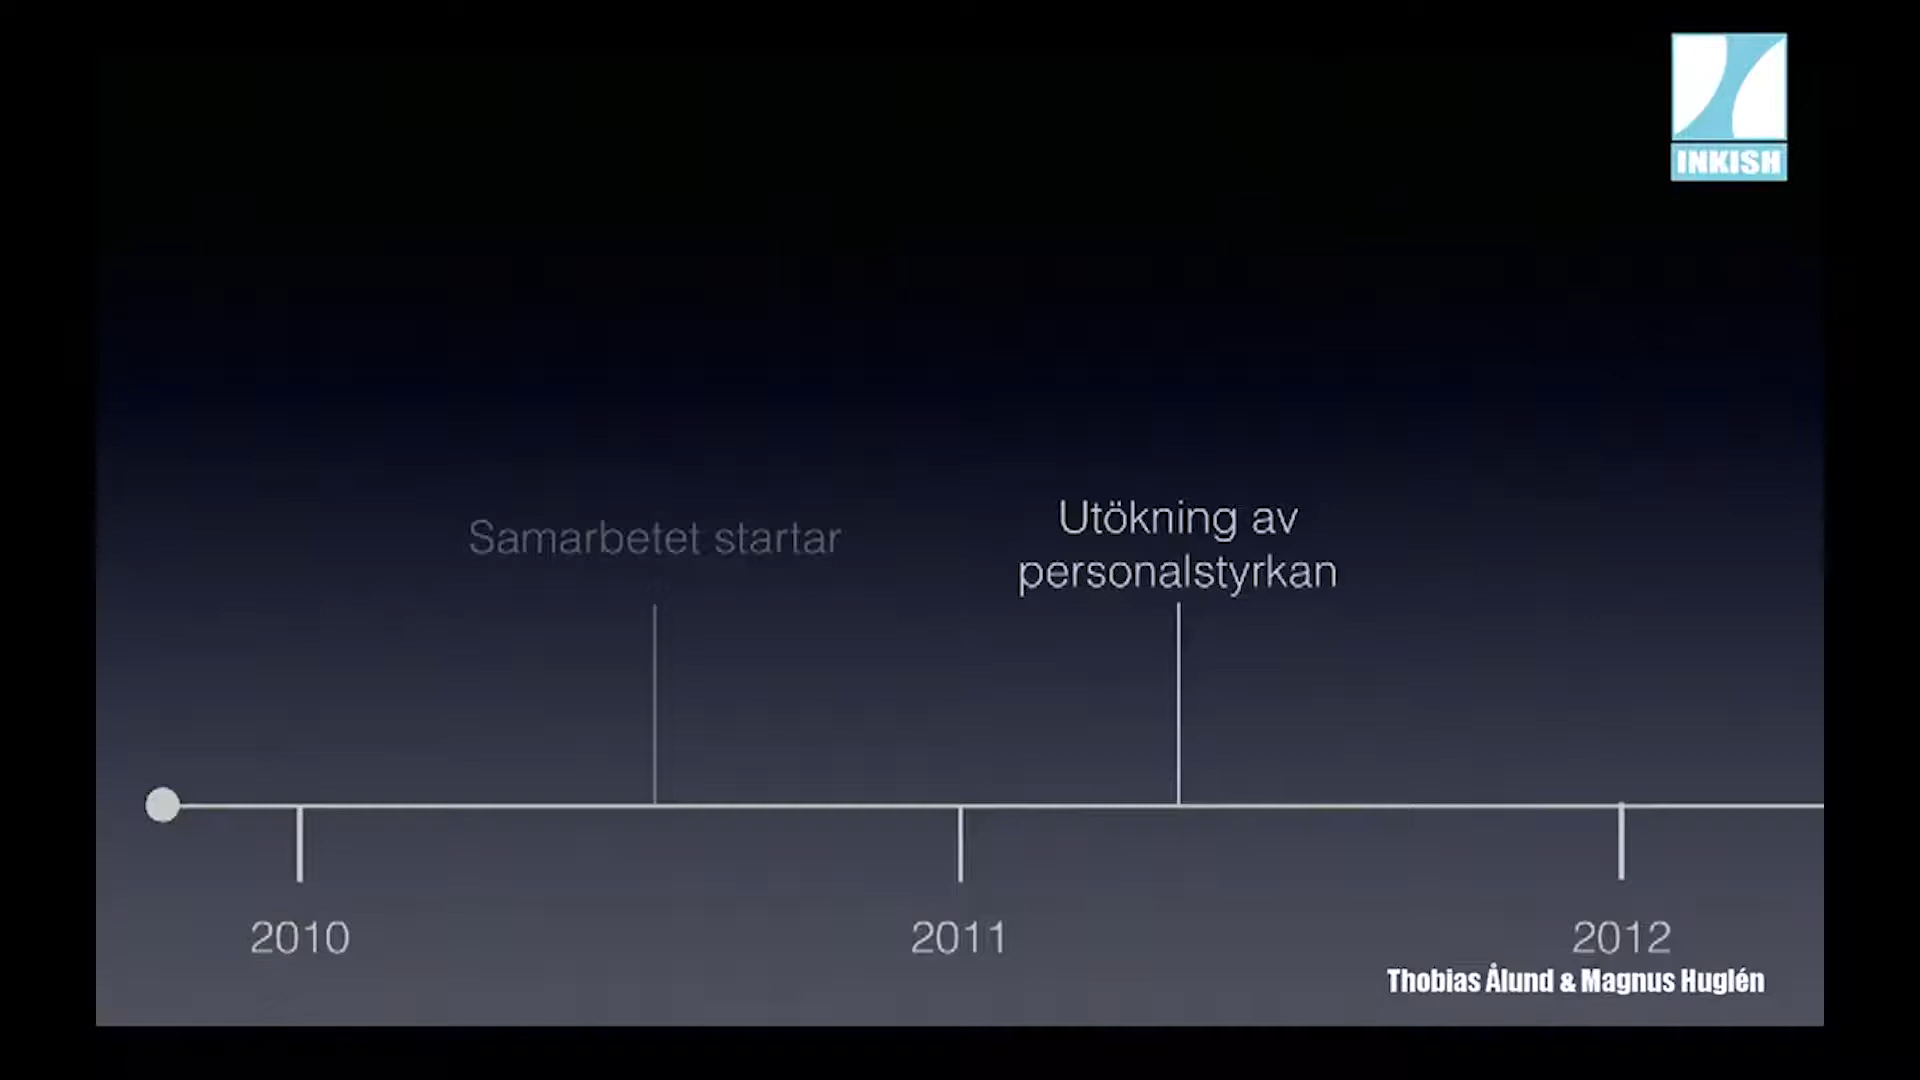 INKISH
Samarbetet startar
Utökning av
personalstyrkan
2010
2011
2012
Thobias Ålund & Magnus Huglén